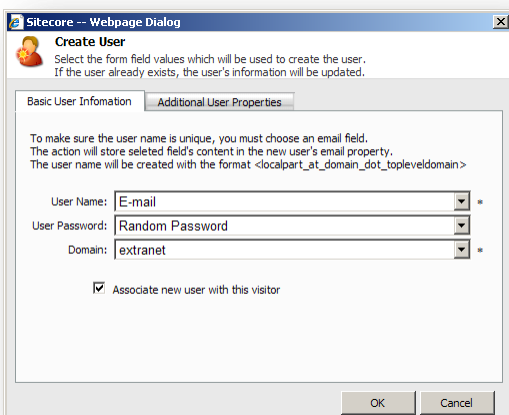 Sitecore -- Webpage Dialog
Create User
Select the form field values which will be used to create the user.
If the user already exists, the user's information will be updated.
Basic User Infomation Additional User Properties
To make sure the user name is unique, you must choose an email field.
The action will store seleted field's content in the new user's email property.
The user name will be created with the format <localpart_at_domain_dot_topleveldomain>
User Name: E-mail *
User Password: Random Password
Domain: extranet *
Associate new user with this visitor
OK Cancel